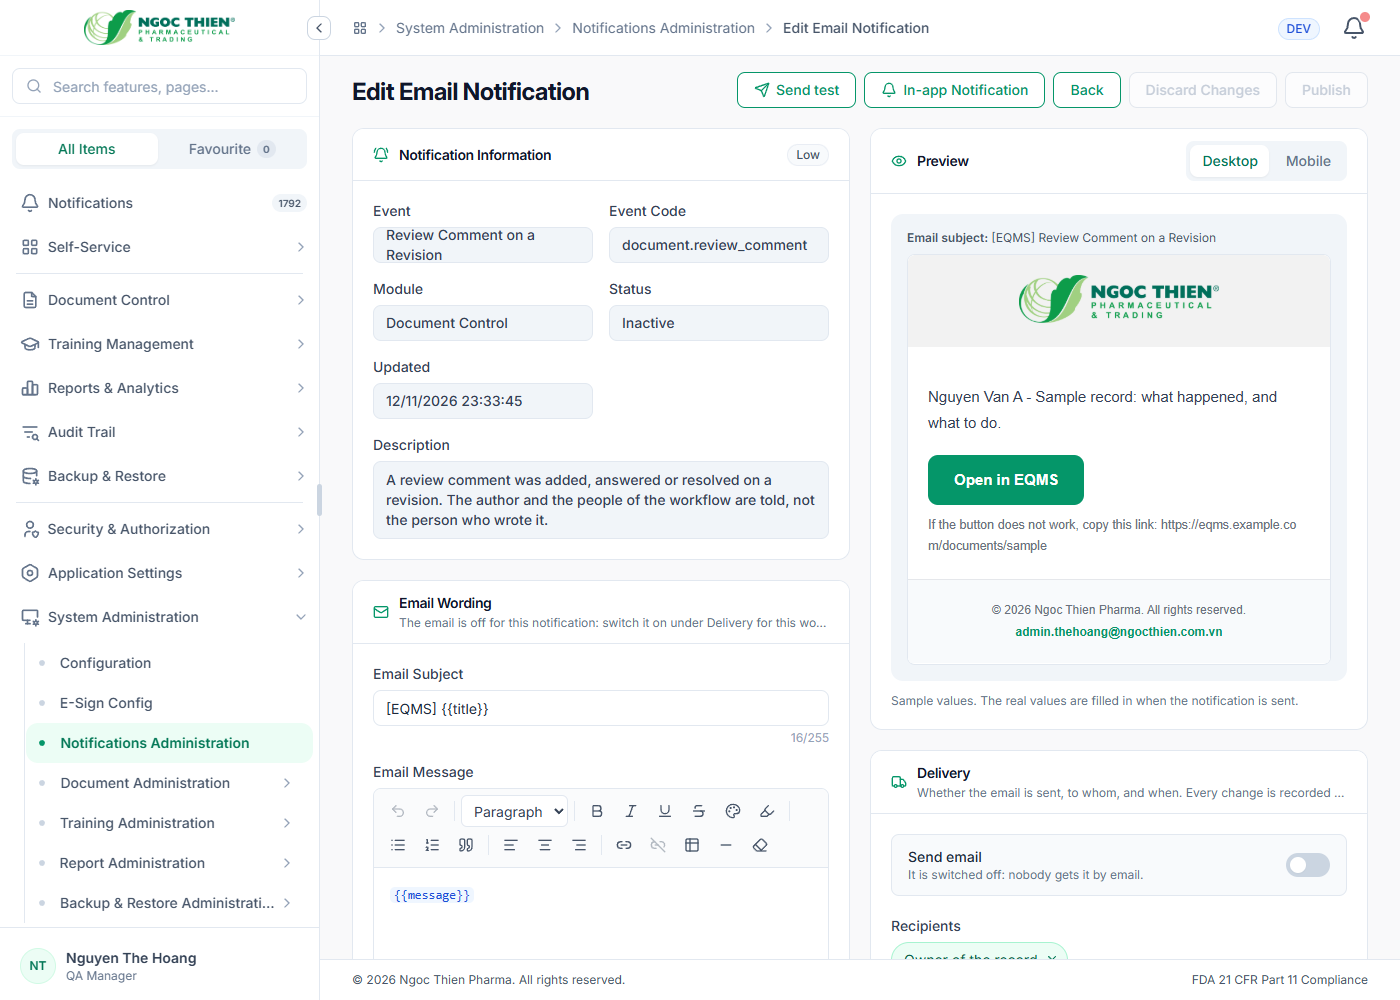 NGOC THIEN®
PHARMACEUTICAL
& TRADING
Search features, pages...
All Items
Favourite 0
Notifications 1792
Self-Service
Document Control
Training Management
Reports & Analytics
Audit Trail
Backup & Restore
Security & Authorization
Application Settings
System Administration
Configuration
E-Sign Config
Notifications Administration
Document Administration
Training Administration
Report Administration
Backup & Restore Administrati...
NT
Nguyen The Hoang
QA Manager
System Administration > Notifications Administration > Edit Email Notification
DEV
Edit Email Notification
Send test
In-app Notification
Back
Discard Changes
Publish
Notification Information
Low
Event
Review Comment on a
Revision
Event Code
document.review_comment
Module
Document Control
Status
Inactive
Updated
12/11/2026 23:33:45
Description
A review comment was added, answered or resolved on a
revision. The author and the people of the workflow are told, not
the person who wrote it.
Email Wording
The email is off for this notification: switch it on under Delivery for this wo...
Email Subject
[EQMS] {{title}}
16/255
Email Message
Paragraph
{{message}}
Preview
Desktop
Mobile
Email subject: [EQMS] Review Comment on a Revision
NGOC THIEN®
PHARMACEUTICAL
& TRADING
Nguyen Van A - Sample record: what happened, and
what to do.
Open in EQMS
If the button does not work, copy this link: https://eqms.example.co
m/documents/sample
© 2026 Ngoc Thien Pharma. All rights reserved.
admin.thehoang@ngocthien.com.vn
Sample values. The real values are filled in when the notification is sent.
Delivery
Whether the email is sent, to whom, and when. Every change is recorded ...
Send email
It is switched off: nobody gets it by email.
Recipients
Owner of the record
© 2026 Ngoc Thien Pharma. All rights reserved.
FDA 21 CFR Part 11 Compliance